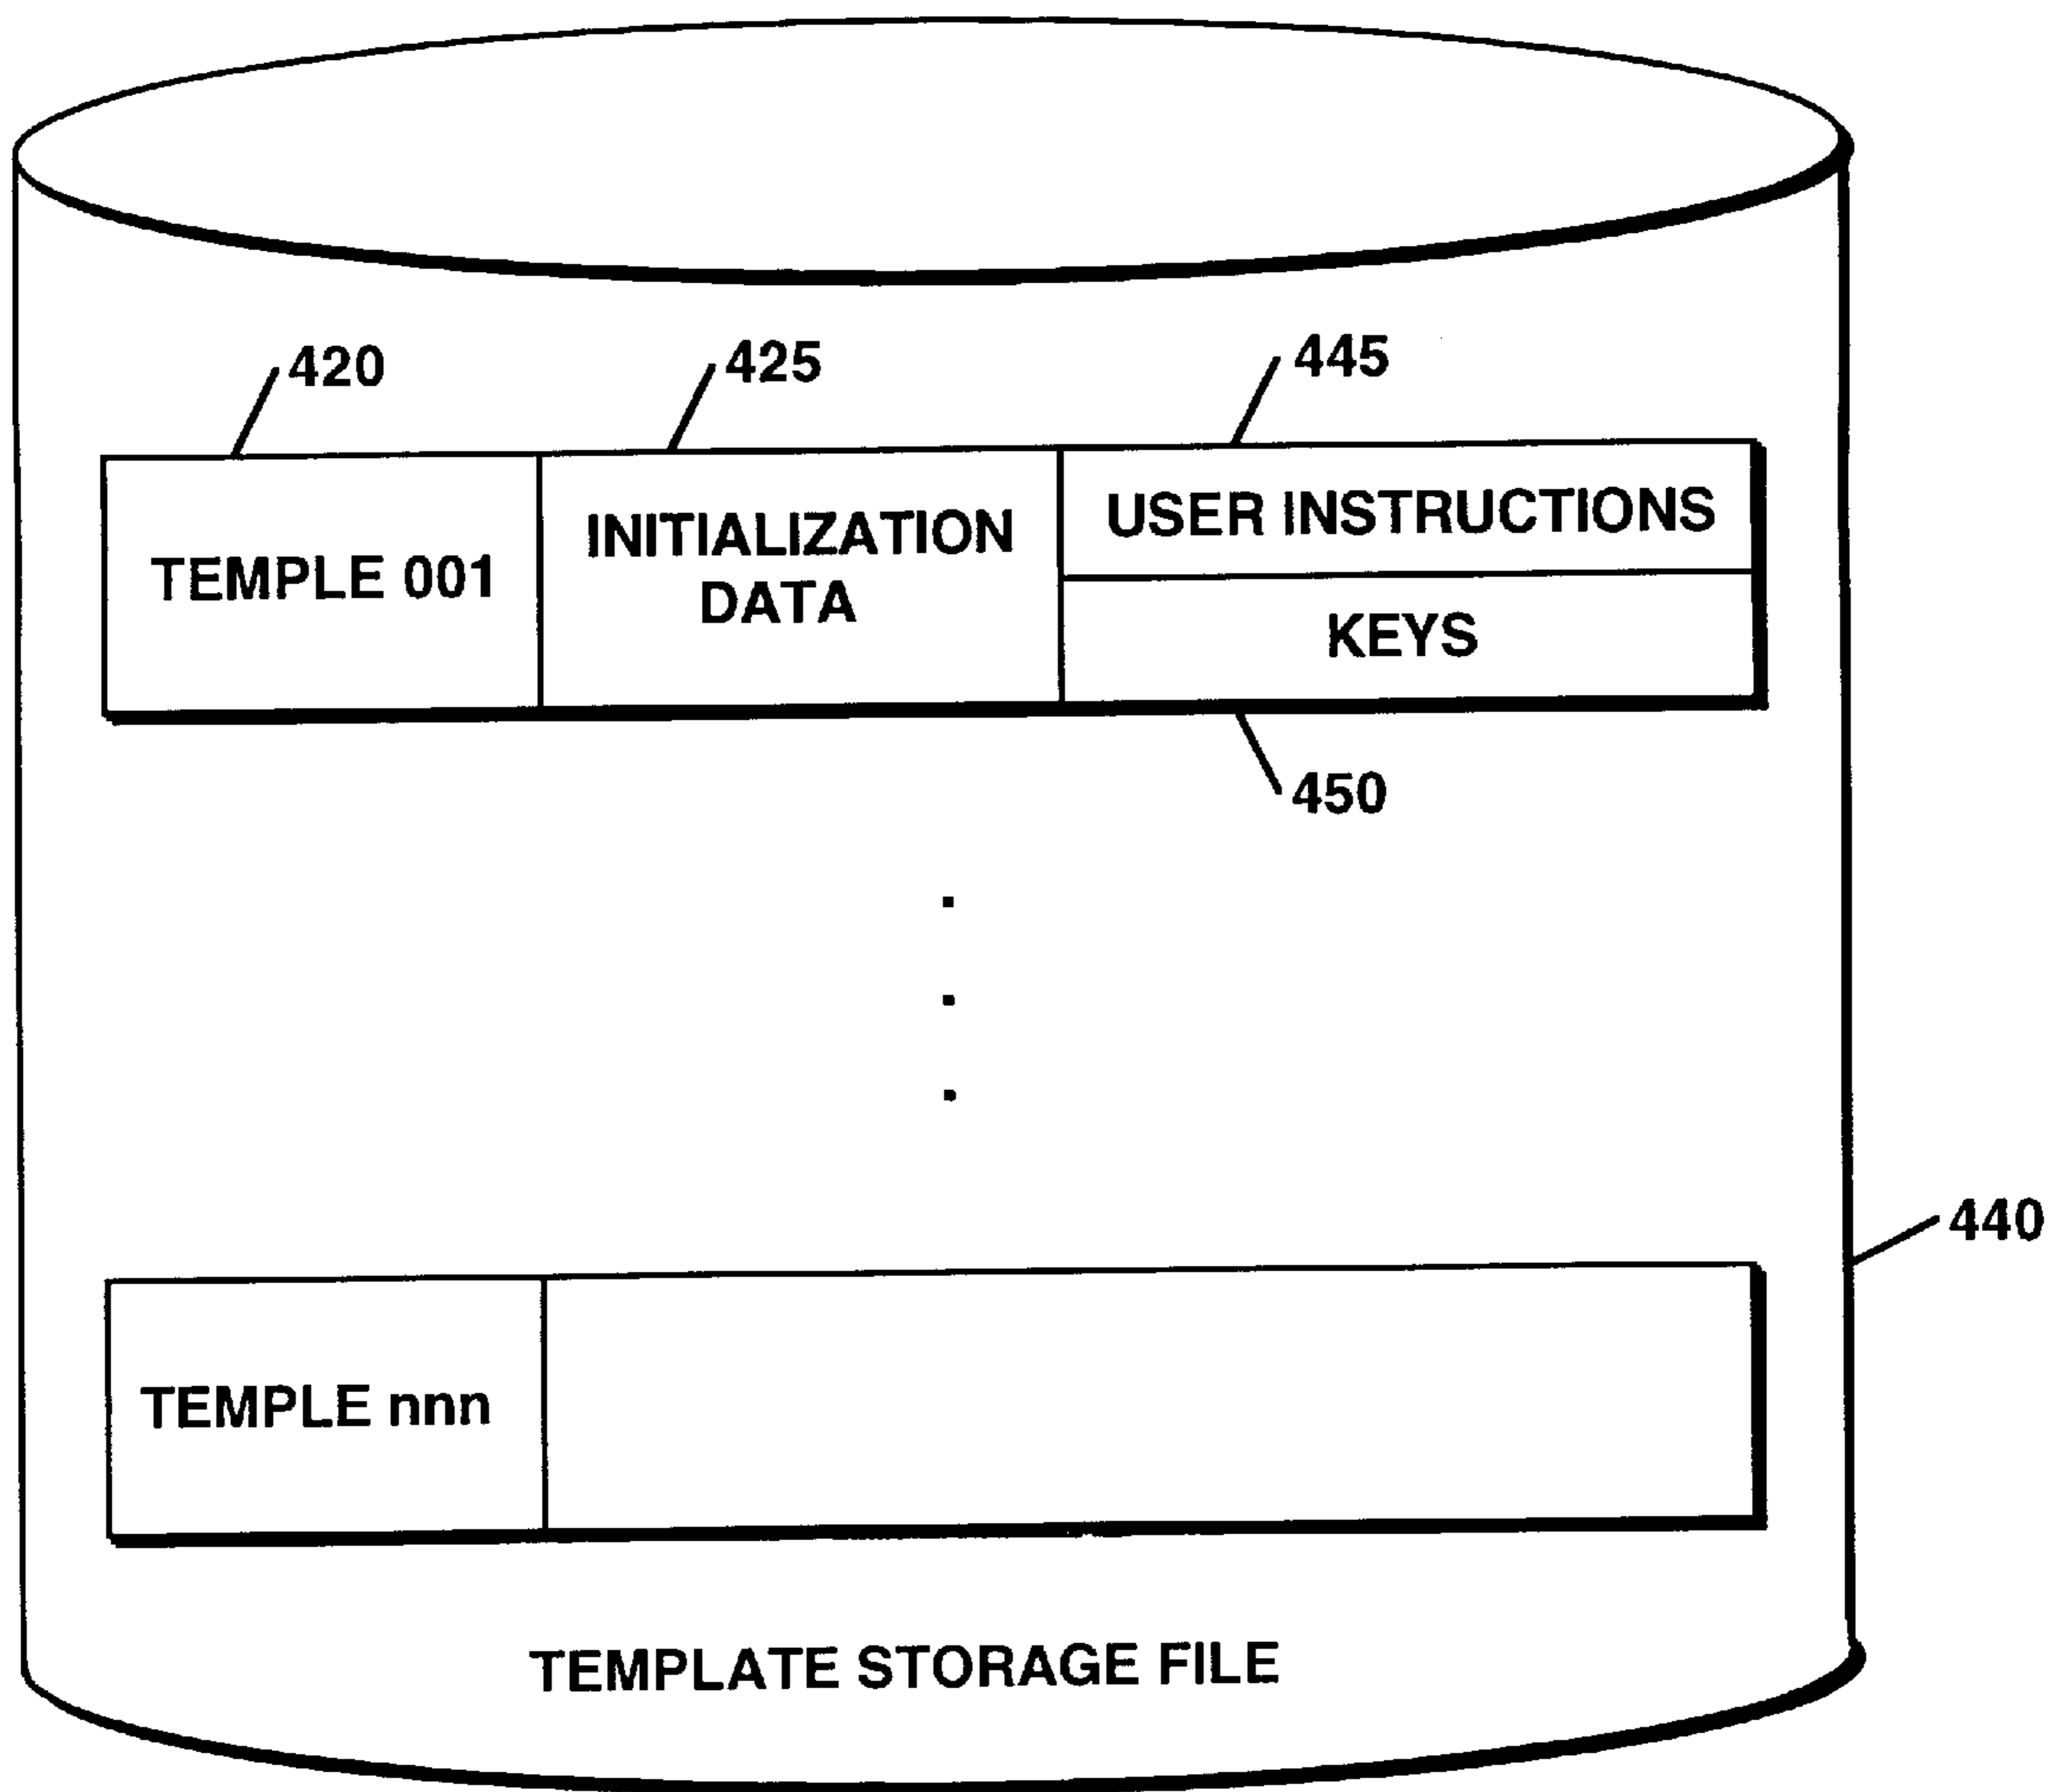 420
425
445
TEMPLE 001
INITIALIZATION
DATA
USER INSTRUCTIONS
KEYS
450
440
TEMPLE nnn
TEMPLATE STORAGE FILE